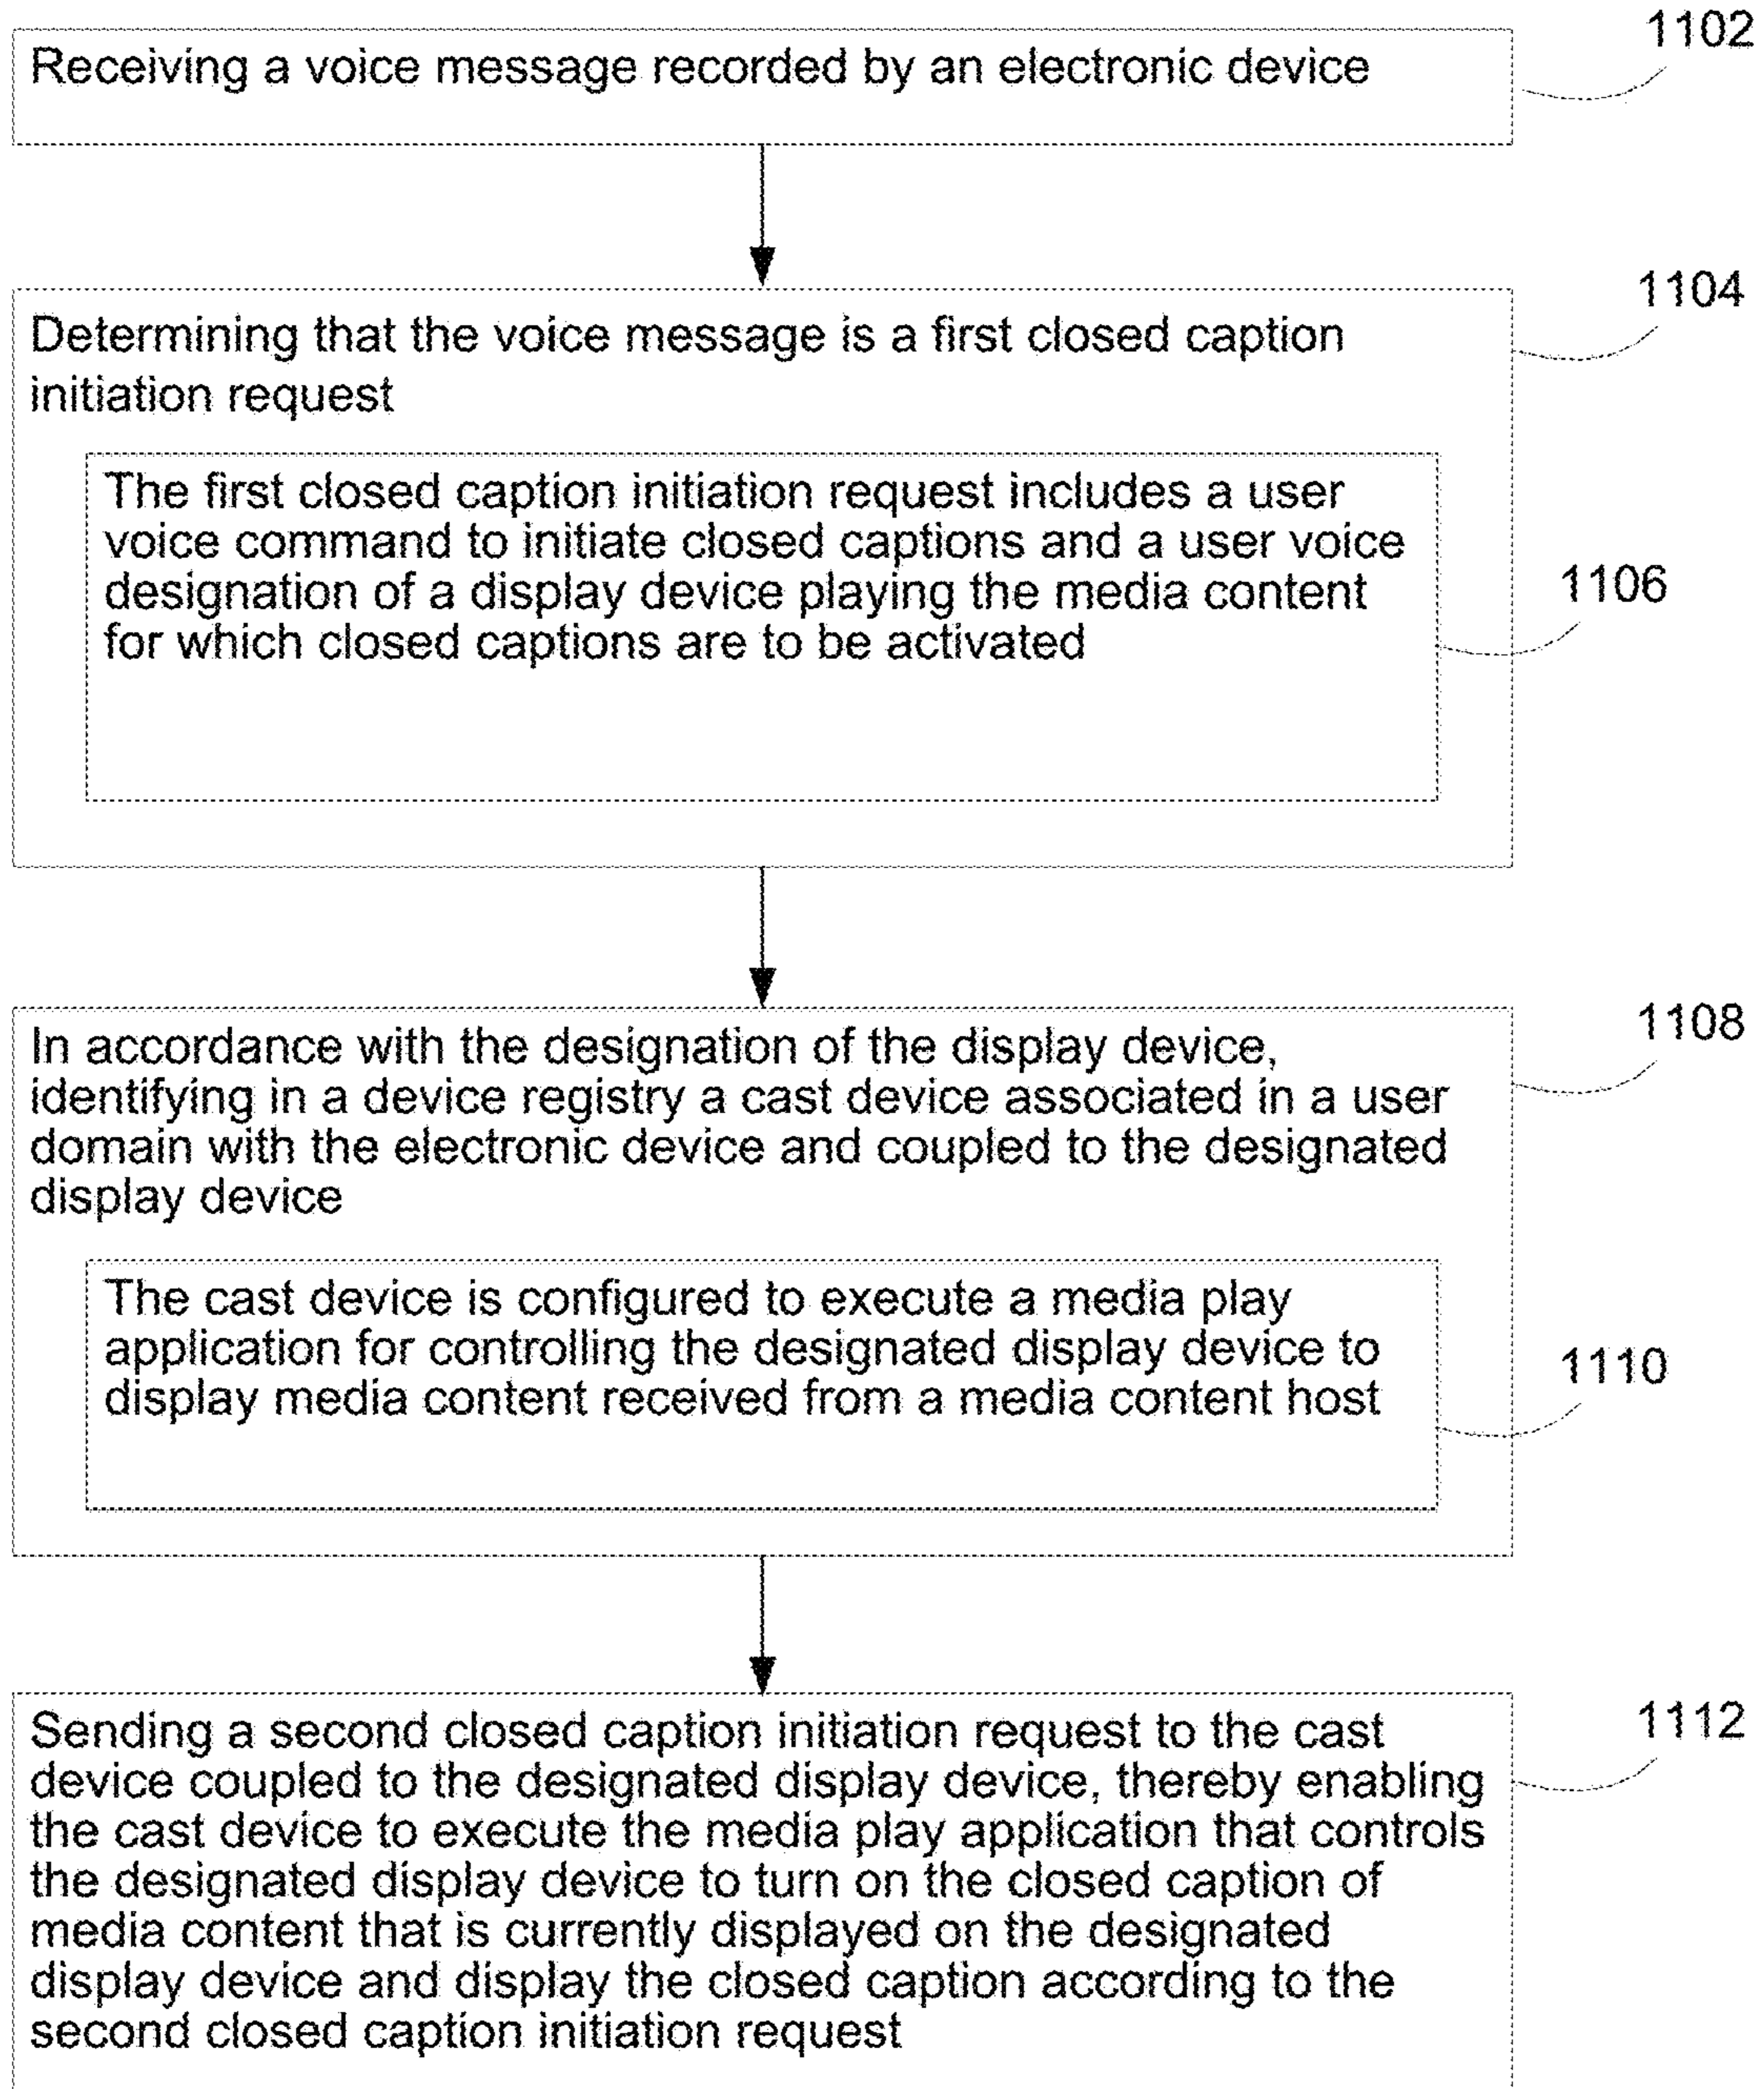 1102
Receiving a voice message recorded by an electronic device
1104
Determining that the voice message is a first closed caption
initiation request
The first closed caption initiation request includes a user
voice command to initiate closed captions and a user voice
designation of a display device playing the media content
for which closed captions are to be activated
1106
1108
In accordance with the designation of the display device,
identifying in a device registry a cast device associated in a user
domain with the electronic device and coupled to the designated
display device
The cast device is configured to execute a media play
application for controlling the designated display device to
display media content received from a media content host
1110
1112
Sending a second closed caption initiation request to the cast
device coupled to the designated display device, thereby enabling
the cast device to execute the media play application that controls
the designated display device to turn on the closed caption of
media content that is currently displayed on the designated
display device and display the closed caption according to the
second closed caption initiation request